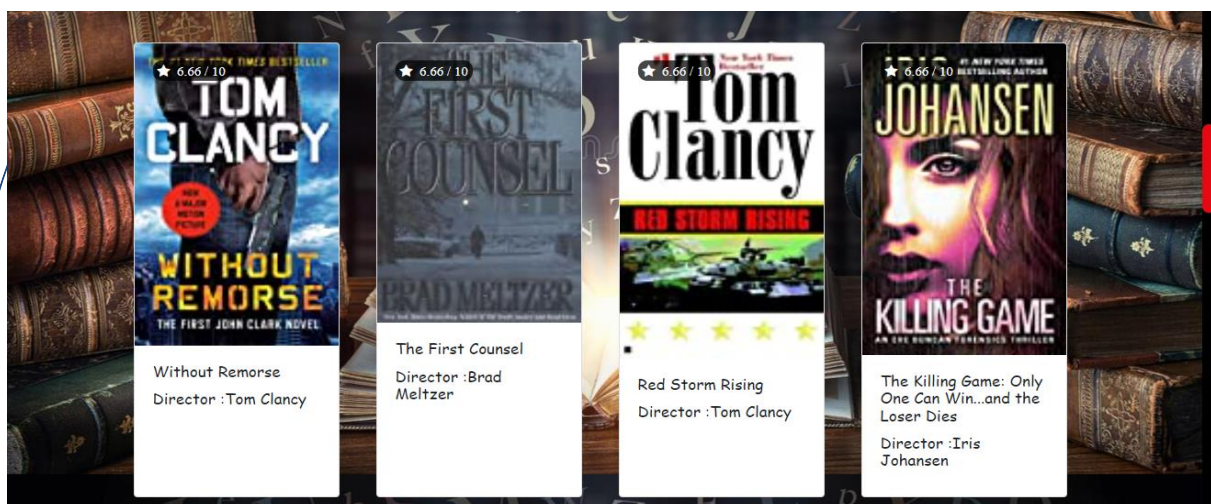 6.66 / 10
NEW YORK TIMES BESTSELLER
TOM
CLANCY
NOW
A MAJOR
MOTION
PICTURE
WITHOUT
REMORSE
THE FIRST JOHN CLARK NOVEL
Without Remorse
Director :Tom Clancy
6.66 / 10
THE
FIRST
COUNSEL
BRAD MELTZER
The First Counsel
Director :Brad
Meltzer
6.66 / 10
#1 New York Times
Bestseller
Tom
Clancy
RED STORM RISING
Red Storm Rising
Director :Tom Clancy
6.66 / 10
IRIS
#1 NEW YORK TIMES
BESTSELLING AUTHOR
JOHANSEN
THE
KILLING GAME
AN EVE DUNCAN FORENSICS THRILLER
The Killing Game: Only
One Can Win...and the
Loser Dies
Director :Iris
Johansen